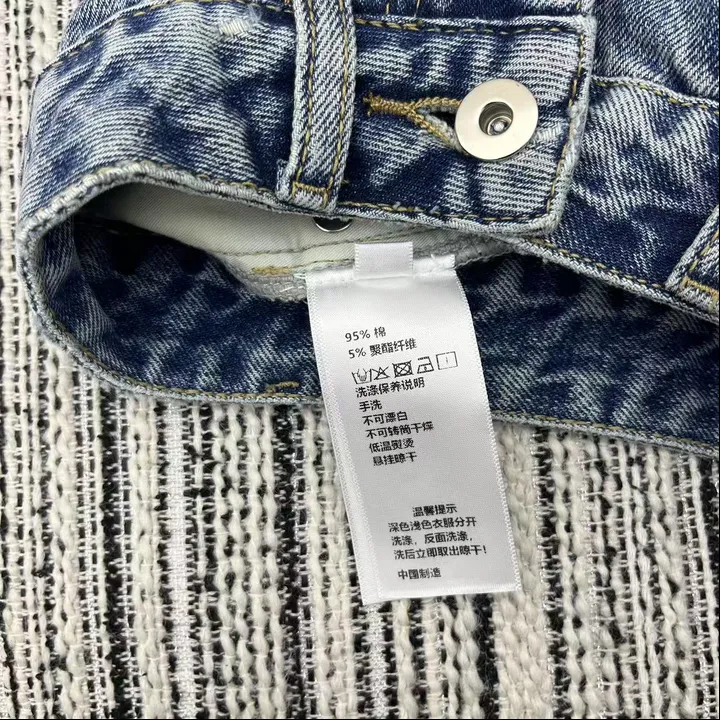 95% 棉
5% 聚酯纤维
洗涤保养说明
手洗
不可漂白
不可转筒干燥
低温熨烫
悬挂晾干
温馨提示
深色浅色衣服分开
洗涤，反面洗涤，
洗后立即取出晾干！
中国制造